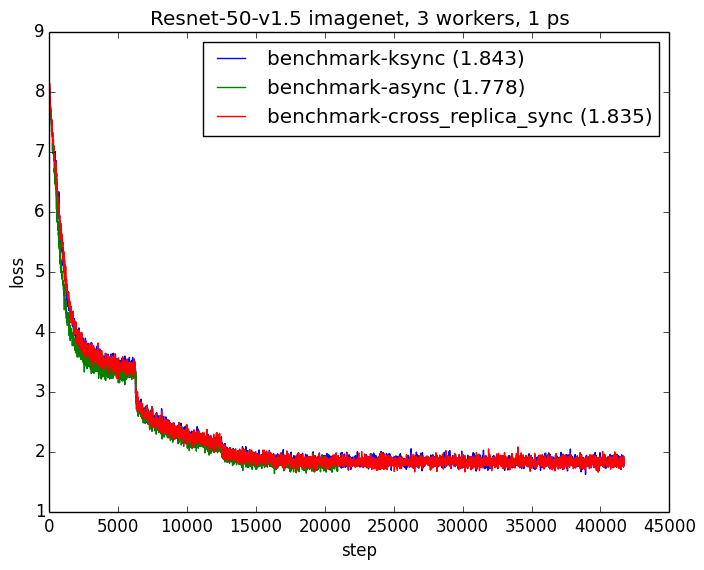 Resnet-50-v1.5 imagenet, 3 workers, 1 ps
benchmark-ksync (1.843)
benchmark-async (1.778)
benchmark-cross_replica_sync (1.835)
9
8
7
6
5
4
3
2
1
loss
0 5000 10000 15000 20000 25000 30000 35000 40000 45000
step